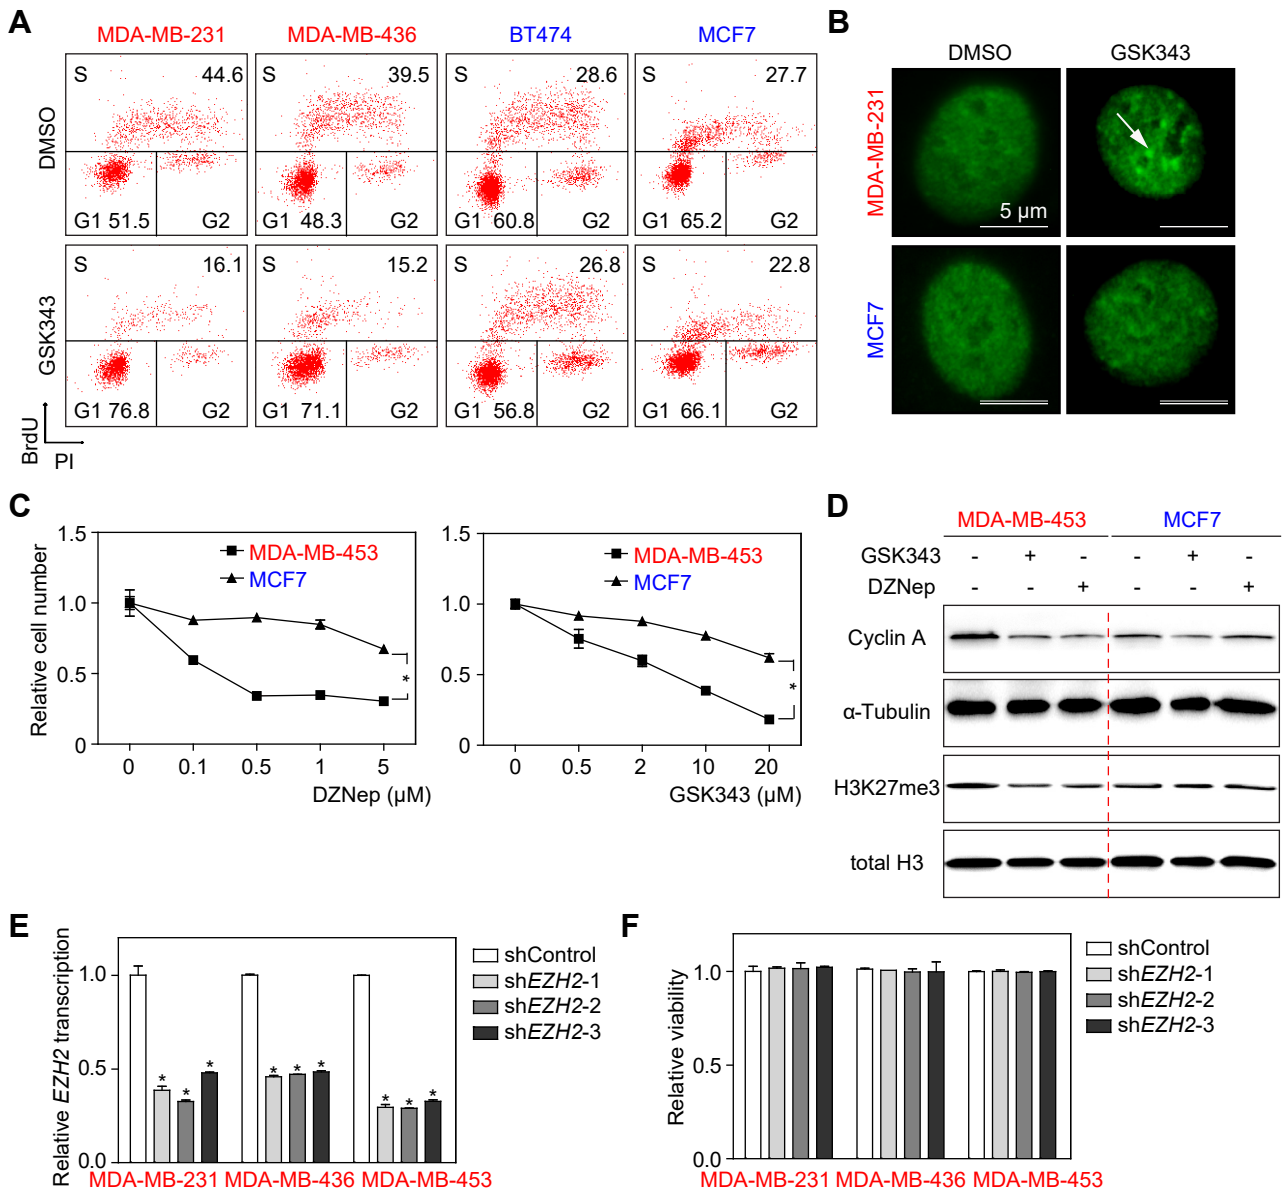 A
MDA-MB-231 MDA-MB-436 BT474 MCF7
DMSO
S 44.6 S 39.5 S 28.6 S 27.7
G1 51.5 G2 G1 48.3 G2 G1 60.8 G2 G1 65.2 G2
GSK343
S 16.1 S 15.2 S 26.8 S 22.8
G1 76.8 G2 G1 71.1 G2 G1 56.8 G2 G1 66.1 G2
BrdU
PI
B
DMSO GSK343
MDA-MB-231
5 μm
MCF7
C
Relative cell number
1.5
1.0
0.5
0
MDA-MB-453
MCF7
*
0 0.1 0.5 1 5
DZNep (μM)
1.5
1.0
0.5
0
MDA-MB-453
MCF7
*
0 0.5 2 10 20
GSK343 (μM)
D
MDA-MB-453 MCF7
GSK343 - + - - + -
DZNep - - + - - +
Cyclin A
α-Tubulin
H3K27me3
total H3
E
Relative EZH2 transcription
1.0
0.5
0.0
* * * * * * * * *
MDA-MB-231 MDA-MB-436 MDA-MB-453
shControl
shEZH2-1
shEZH2-2
shEZH2-3
F
Relative viability
1.0
0.5
0.0
MDA-MB-231 MDA-MB-436 MDA-MB-453
shControl
shEZH2-1
shEZH2-2
shEZH2-3